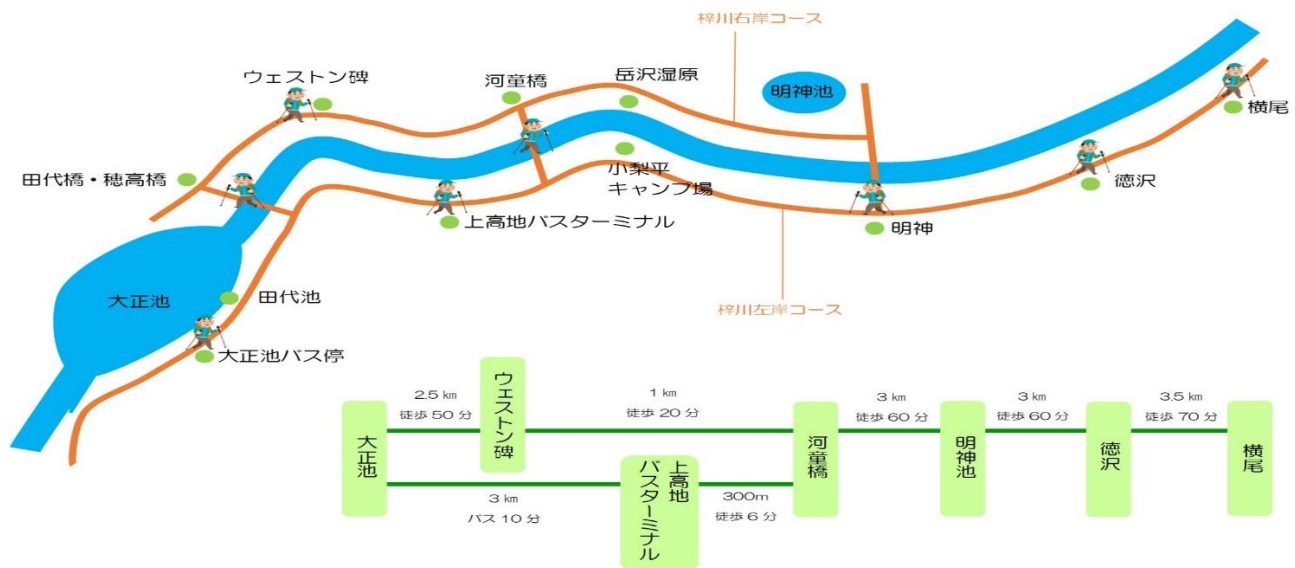 梓川右岸コース
ウェストン碑
河童橋
岳沢湿原
明神池
横尾
田代橋・穂高橋
小梨平
キャンプ場
徳沢
上高地バスターミナル
明神
大正池
田代池
梓川左岸コース
大正池バス停
2.5 km
徒歩 50 分
1 km
徒歩 20 分
3 km
徒歩 60 分
3 km
徒歩 60 分
3.5 km
徒歩 70 分
大正池
ウェストン碑
上高地
バスターミナル
河童橋
明神池
徳沢
横尾
3 km
バス 10 分
300m
徒歩 6 分